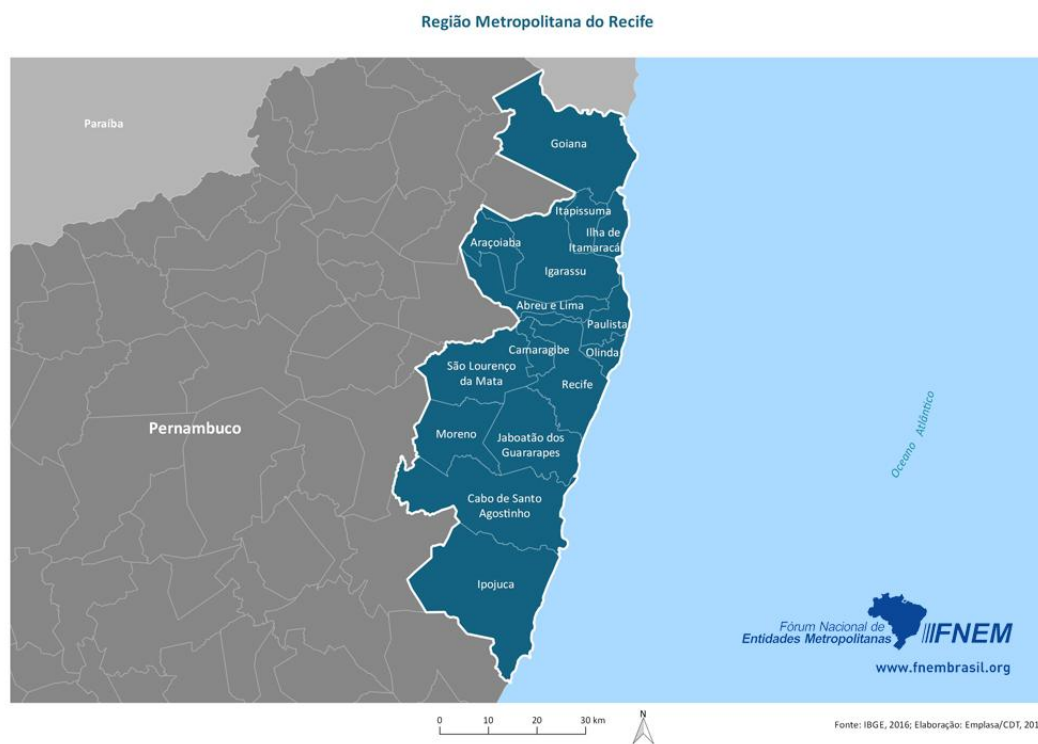 Região Metropolitana do Recife
Paraíba
Goiana
Itapissuma
Ilha de
Itamaracá
Araçoiaba
Igarassu
Abreu e Lima
Paulista
Camaragibe
Olinda
São Lourenço
da Mata
Recife
Pernambuco
Moreno
Jaboatão dos
Guararapes
Oceano Atlântico
Cabo de Santo
Agostinho
Ipojuca
Fórum Nacional de
Entidades Metropolitanas
FNEM
www.fnembrasil.org
0 10 20 30 km
N
Fonte: IBGE, 2016; Elaboração: Emplasa/CDT, 201